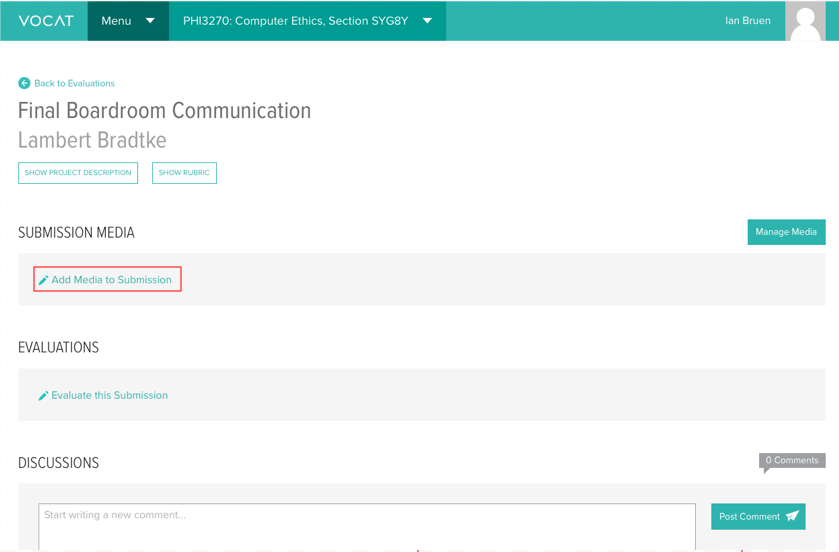 VOCAT Menu PHI3270: Computer Ethics, Section SYG8Y Ian Bruen
Back to Evaluations
Final Boardroom Communication
Lambert Bradtke
SHOW PROJECT DESCRIPTION SHOW RUBRIC
SUBMISSION MEDIA Manage Media
Add Media to Submission
EVALUATIONS
Evaluate this Submission
DISCUSSIONS 0 Comments
Start writing a new comment...
Post Comment